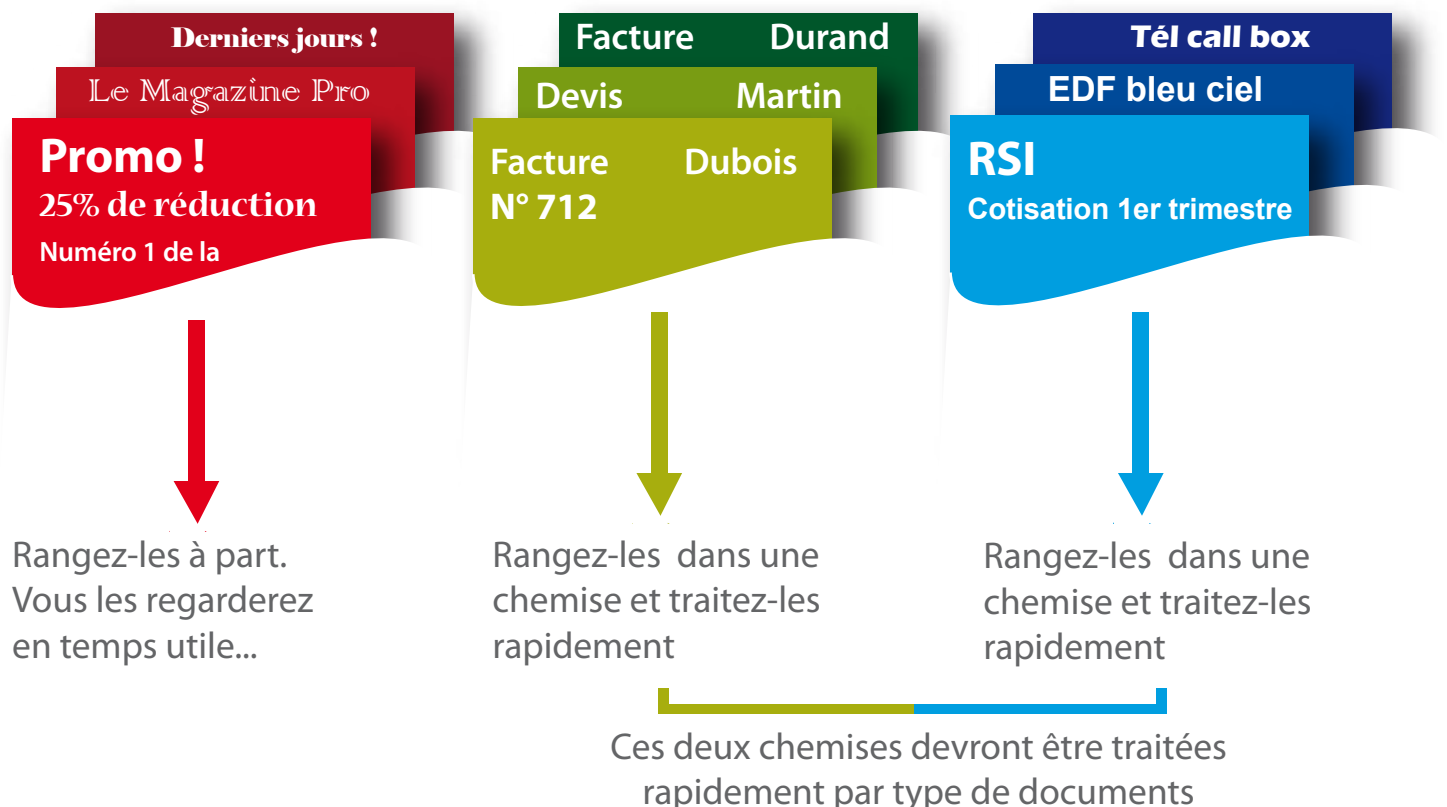 Derniers jours !
Le Magazine Pro
Promo !
25% de réduction
Numéro 1 de la
Facture Durand
Devis Martin
Facture Dubois
N° 712
Tél call box
EDF bleu ciel
RSI
Cotisation 1er trimestre
Rangez-les à part.
Vous les regarderez
en temps utile...
Rangez-les dans une
chemise et traitez-les
rapidement
Rangez-les dans une
chemise et traitez-les
rapidement
Ces deux chemises devront être traitées
rapidement par type de documents